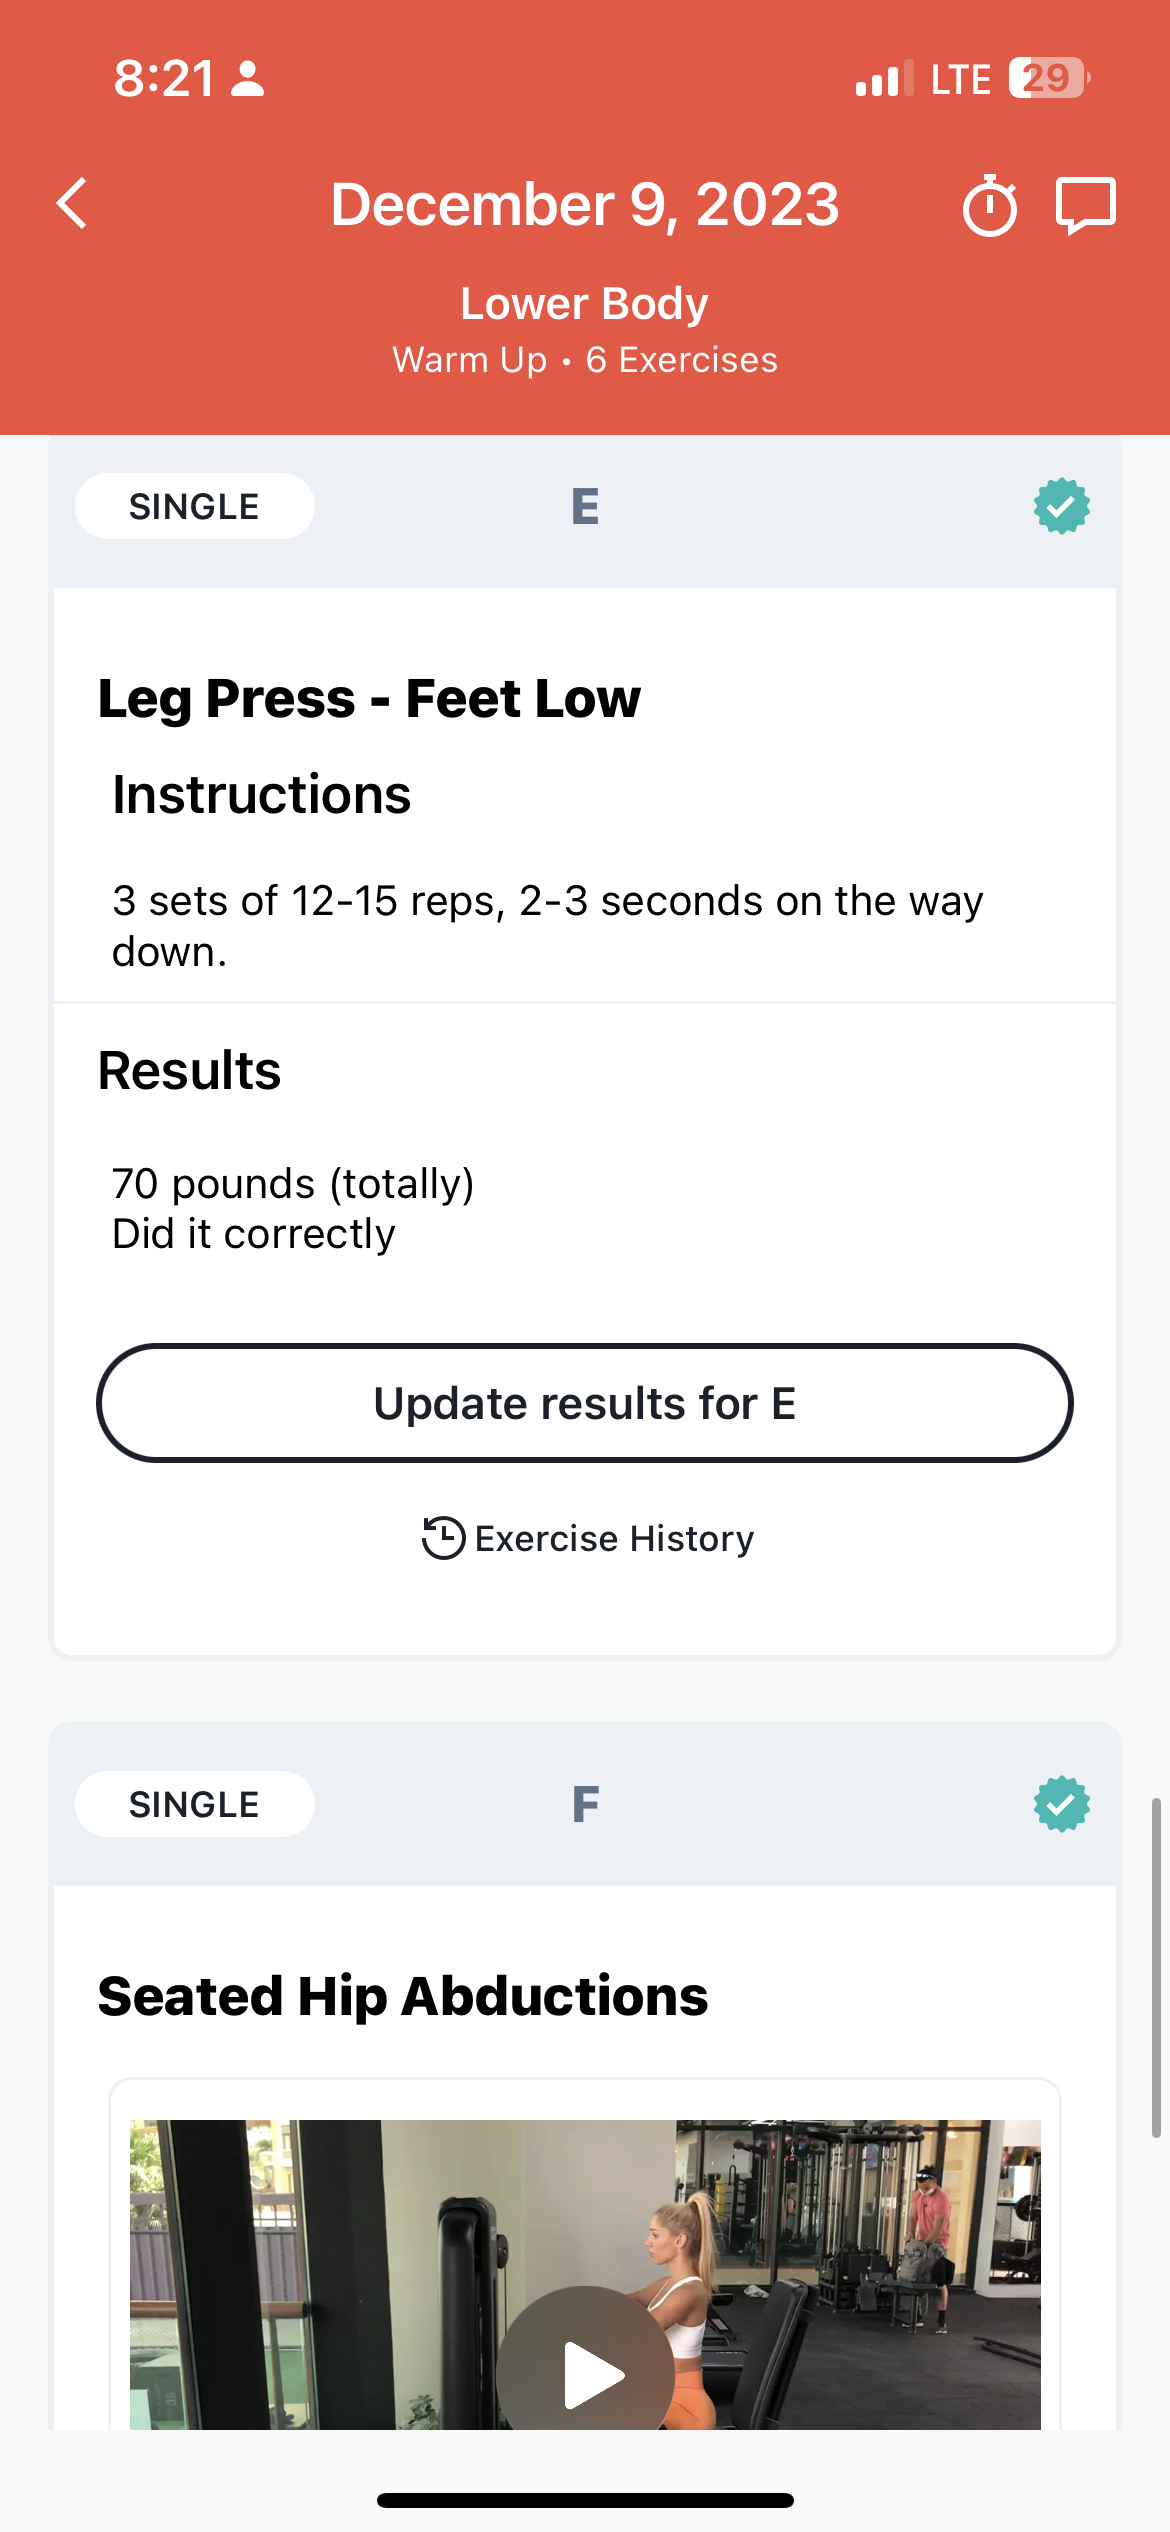 8:21
LTE 29
December 9, 2023
Lower Body
Warm Up • 6 Exercises
SINGLE
E
Leg Press - Feet Low
Instructions
3 sets of 12-15 reps, 2-3 seconds on the way
down.
Results
70 pounds (totally)
Did it correctly
Update results for E
Exercise History
SINGLE
F
Seated Hip Abductions